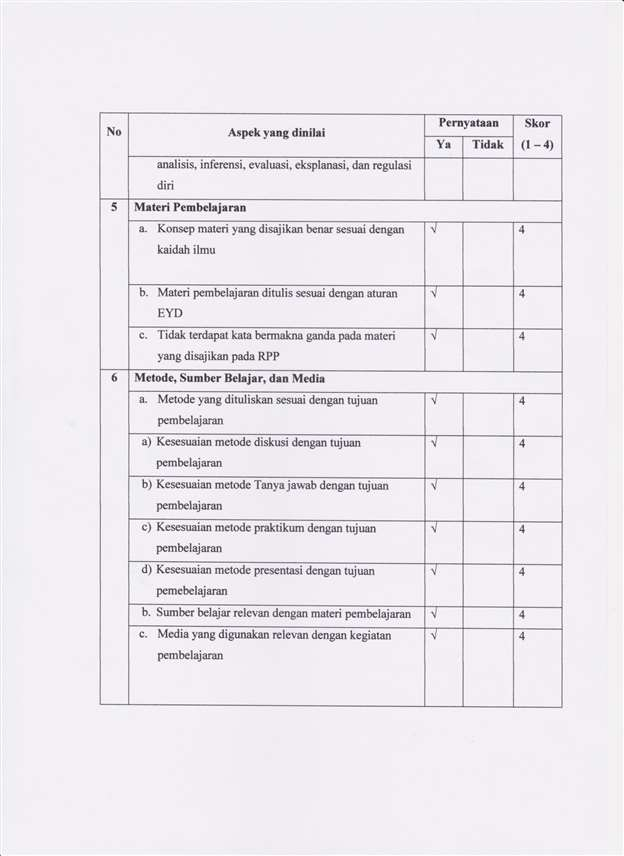 No Aspek yang dinilai Pernyataan Skor
Ya Tidak (1 – 4)
analisis, inferensi, evaluasi, eksplanasi, dan regulasi
diri
5 Materi Pembelajaran
a. Konsep materi yang disajikan benar sesuai dengan √ 4
kaidah ilmu
b. Materi pembelajaran ditulis sesuai dengan aturan √ 4
EYD
c. Tidak terdapat kata bermakna ganda pada materi √ 4
yang disajikan pada RPP
6 Metode, Sumber Belajar, dan Media
a. Metode yang dituliskan sesuai dengan tujuan √ 4
pembelajaran
a) Kesesuaian metode diskusi dengan tujuan √ 4
pembelajaran
b) Kesesuaian metode Tanya jawab dengan tujuan √ 4
pembelajaran
c) Kesesuaian metode praktikum dengan tujuan √ 4
pembelajaran
d) Kesesuaian metode presentasi dengan tujuan √ 4
pemebelajaran
b. Sumber belajar relevan dengan materi pembelajaran √ 4
c. Media yang digunakan relevan dengan kegiatan √ 4
pembelajaran